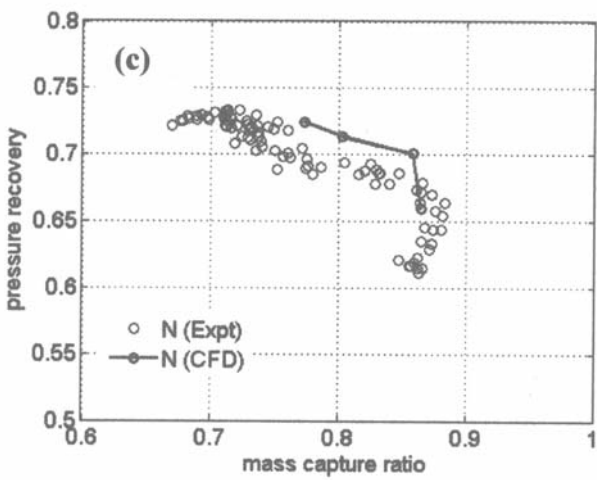 (c)
0.8
0.75
0.7
0.65
0.6
0.55
0.5
pressure recovery
N (Expt)
N (CFD)
0.6
0.7
0.8
0.9
1
mass capture ratio